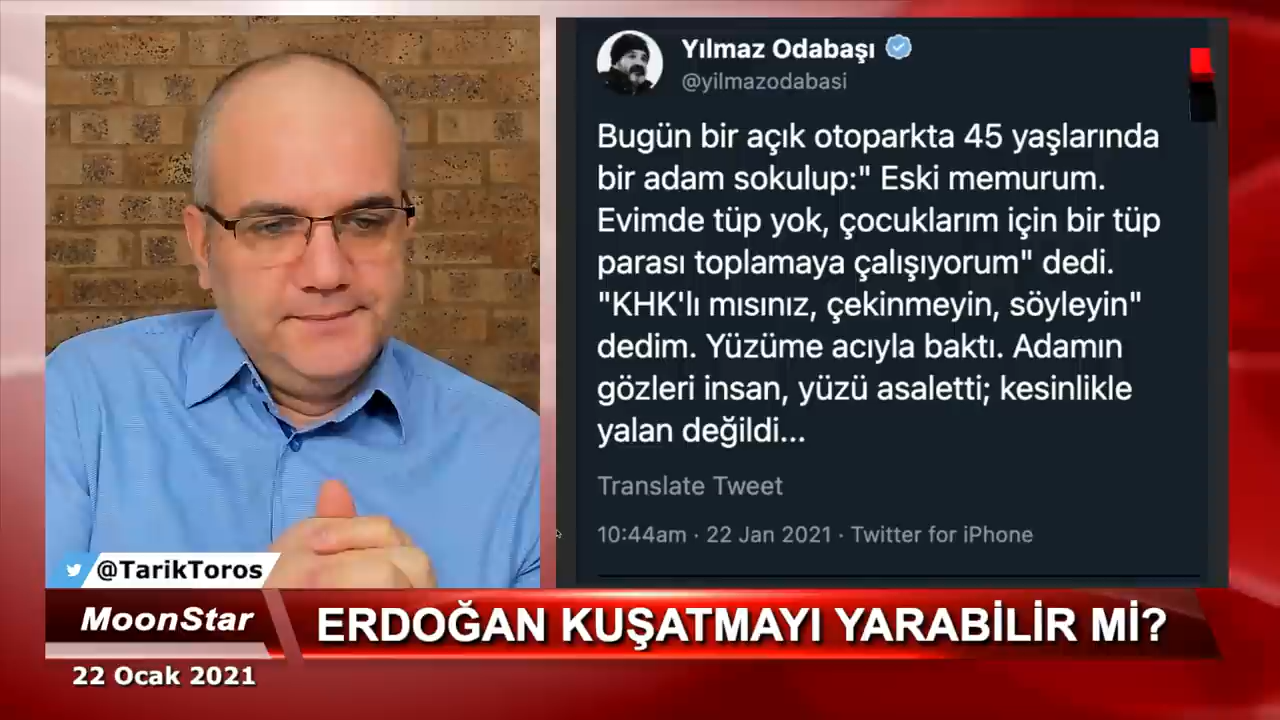 Yılmaz Odabaşı
@yilmazodabasi
Bugün bir açık otoparkta 45 yaşlarında
bir adam sokulup:" Eski memurum.
Evimde tüp yok, çocuklarım için bir tüp
parası toplamaya çalışıyorum" dedi.
"KHK'lı mısınız, çekinmeyin, söyleyin"
dedim. Yüzüme acıyla baktı. Adamın
gözleri insan, yüzü asaletti; kesinlikle
yalan değildi...
Translate Tweet
10:44am · 22 Jan 2021 · Twitter for iPhone
@TarikToros
MoonStar
ERDOĞAN KUŞATMAYI YARABİLİR Mİ?
22 Ocak 2021